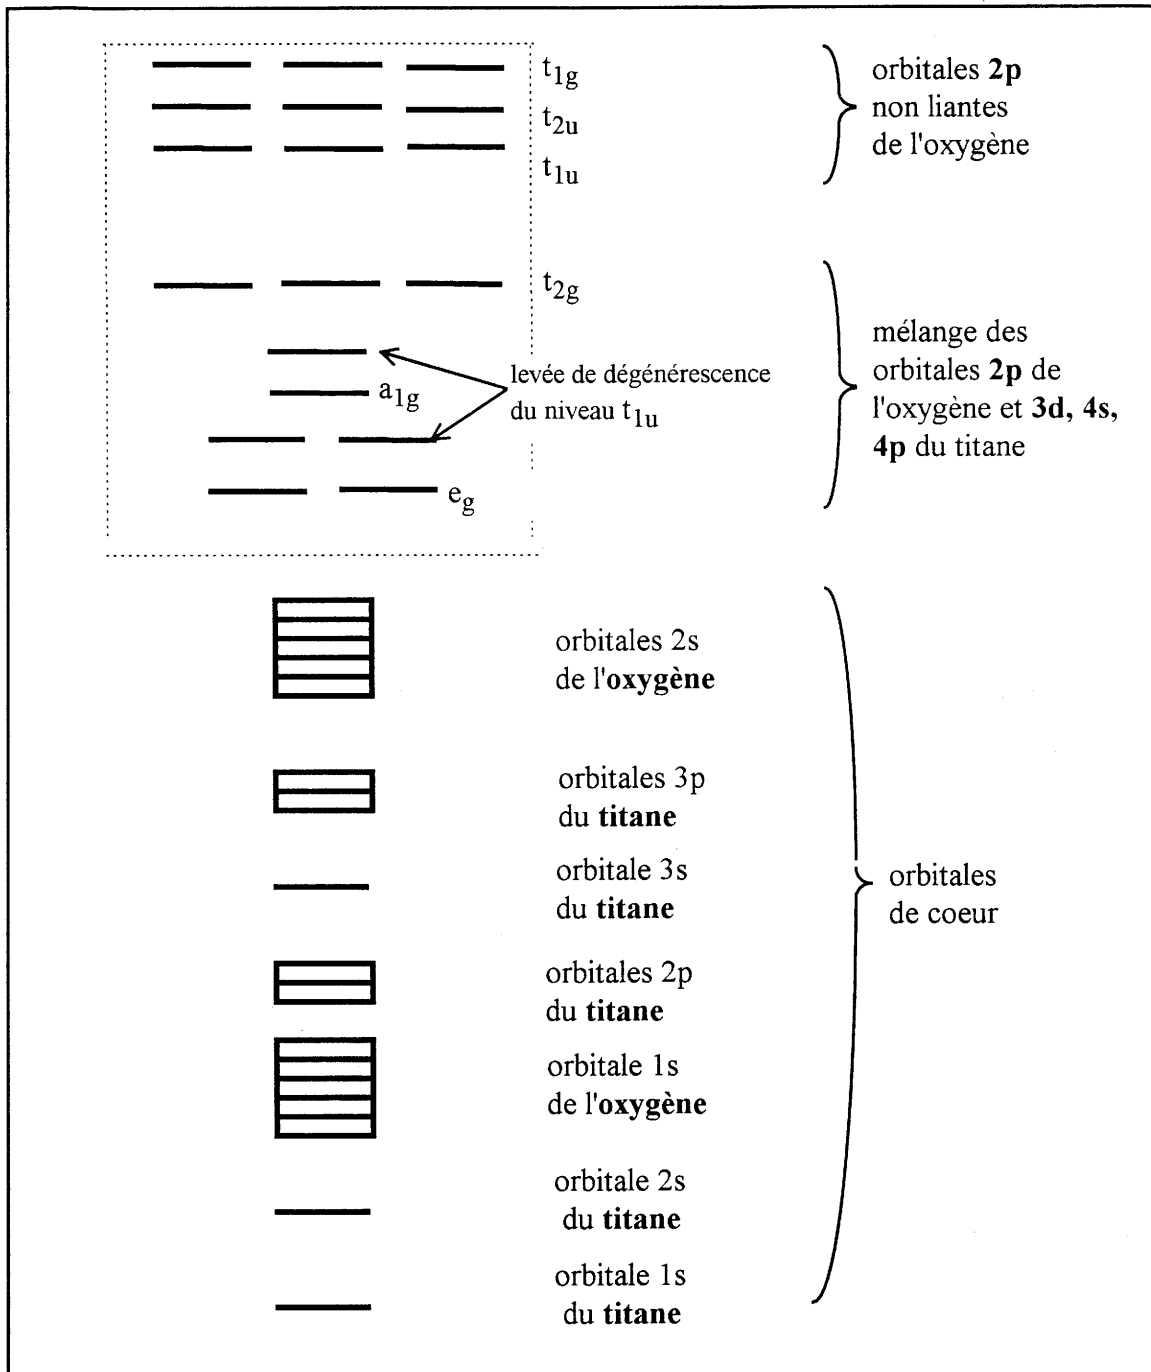 t1g
orbitales 2p
non liantes
de l'oxygène
t2u
t1u
t2g
mélange des
orbitales 2p de
l'oxygène et 3d, 4s,
4p du titane
levée de dégénérescence
du niveau t1u
a1g
eg
orbitales 2s
de l'oxygène
orbitales 3p
du titane
orbitale 3s
du titane
orbitales
de coeur
orbitales 2p
du titane
orbitale 1s
de l'oxygène
orbitale 2s
du titane
orbitale 1s
du titane